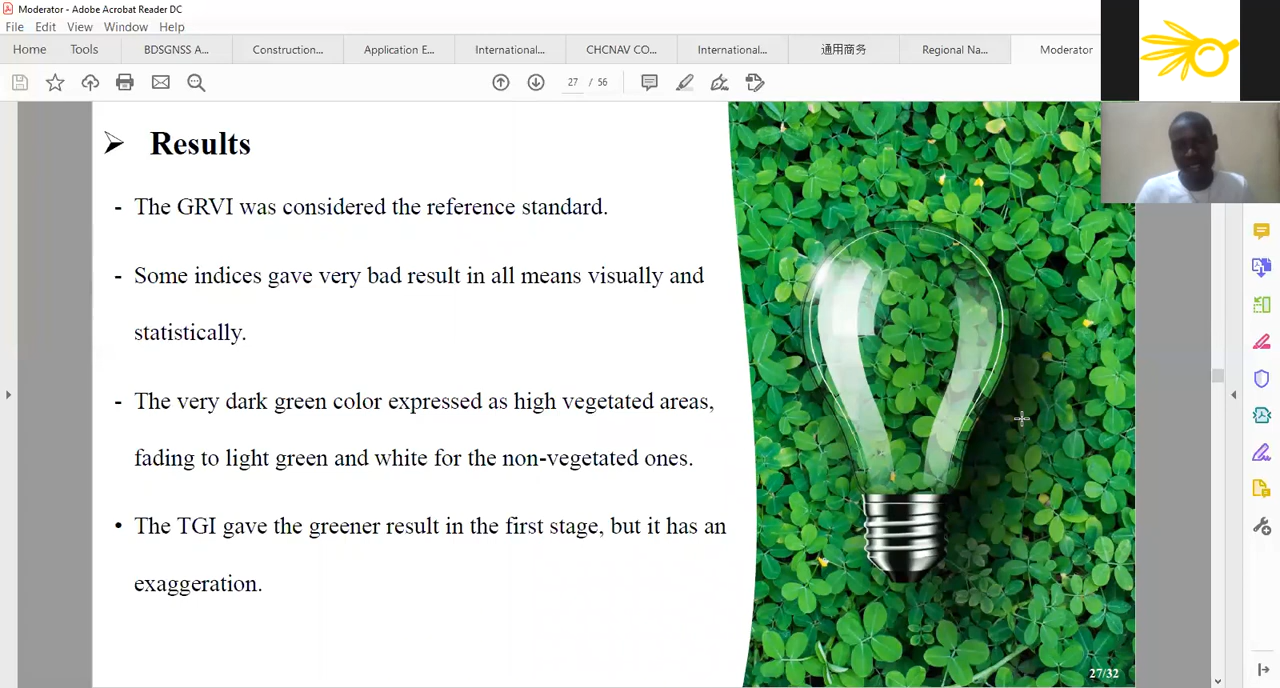 Moderator - Adobe Acrobat Reader DC
File Edit View Window Help
Home Tools BDSGNSS A... Construction... Application E... International... CHCNAV CO... International... 通用商务 Regional Na... Moderator
27 / 56
Results
- The GRVI was considered the reference standard.
- Some indices gave very bad result in all means visually and
statistically.
- The very dark green color expressed as high vegetated areas,
fading to light green and white for the non-vegetated ones.
• The TGI gave the greener result in the first stage, but it has an
exaggeration.
27/32